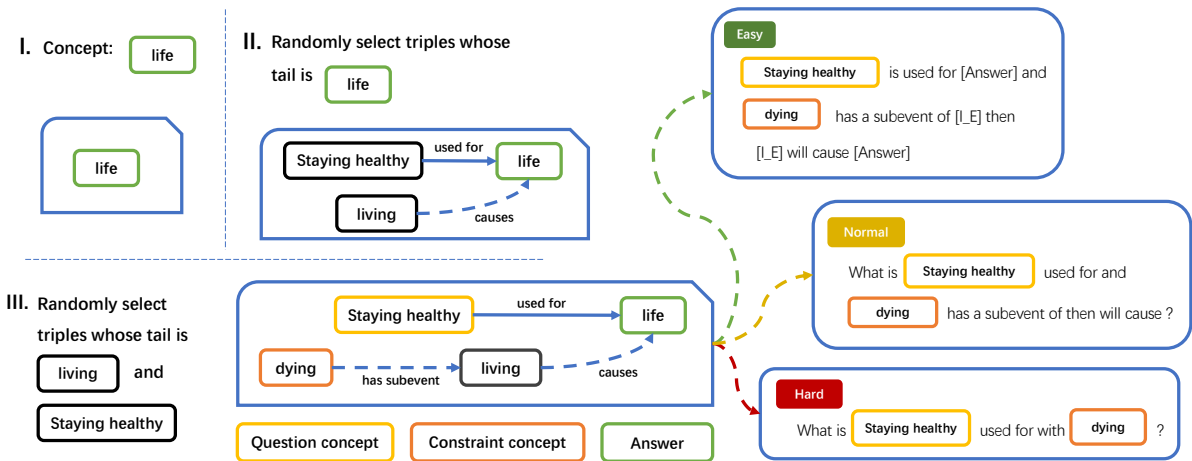 I. Concept: life
life
II. Randomly select triples whose
tail is life
Staying healthy used for life
living causes
III. Randomly select
triples whose tail is
living and
Staying healthy
Staying healthy used for life
dying has subevent living causes
Question concept Constraint concept Answer
Easy
Staying healthy is used for [Answer] and
dying has a subevent of [I_E] then
[I_E] will cause [Answer]
Normal
What is Staying healthy used for and
dying has a subevent of then will cause ?
Hard
What is Staying healthy used for with dying ?